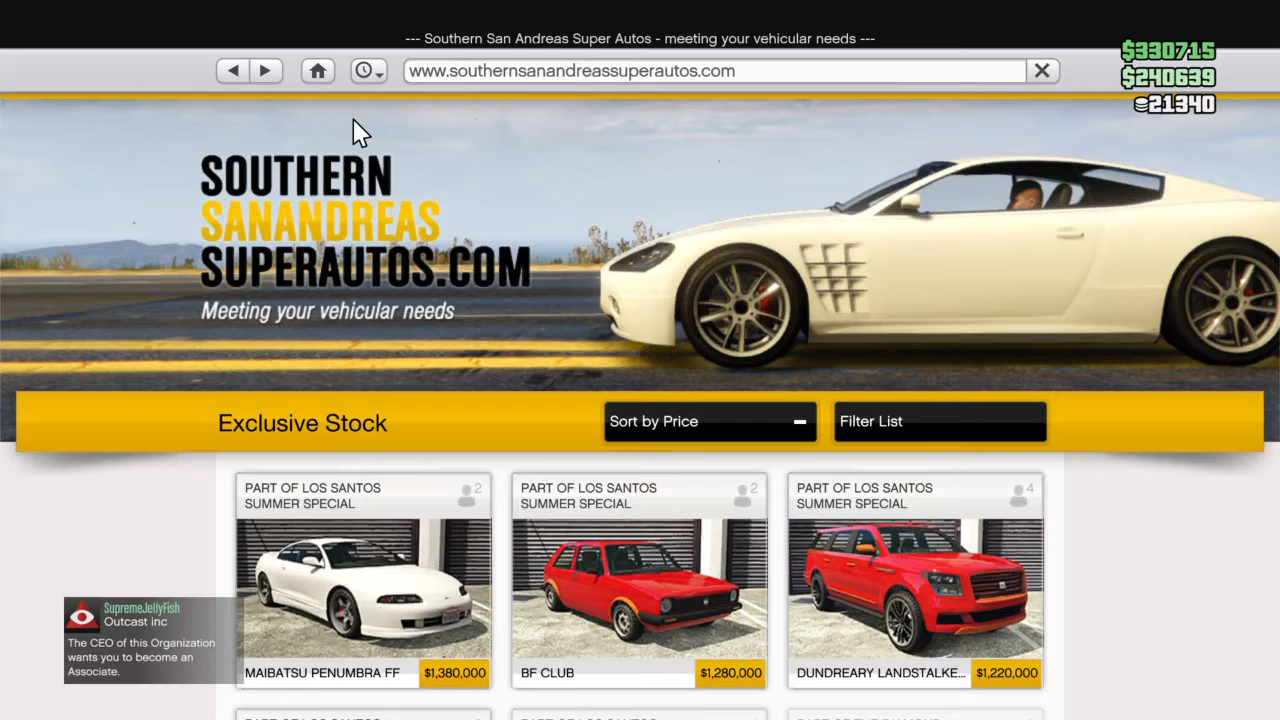 --- Southern San Andreas Super Autos - meeting your vehicular needs ---
www.southernsanandreassuperautos.com
$330715
$240639
21340
SOUTHERN
SANANDREAS
SUPERAUTOS.COM
Meeting your vehicular needs
Exclusive Stock
Sort by Price
Filter List
PART OF LOS SANTOS
SUMMER SPECIAL
2
PART OF LOS SANTOS
SUMMER SPECIAL
2
PART OF LOS SANTOS
SUMMER SPECIAL
4
MAIBATSU PENUMBRA FF
$1,380,000
BF CLUB
$1,280,000
DUNDREARY LANDSTALKE...
$1,220,000
SupremeJellyFish
Outcast inc
The CEO of this Organization
wants you to become an
Associate.